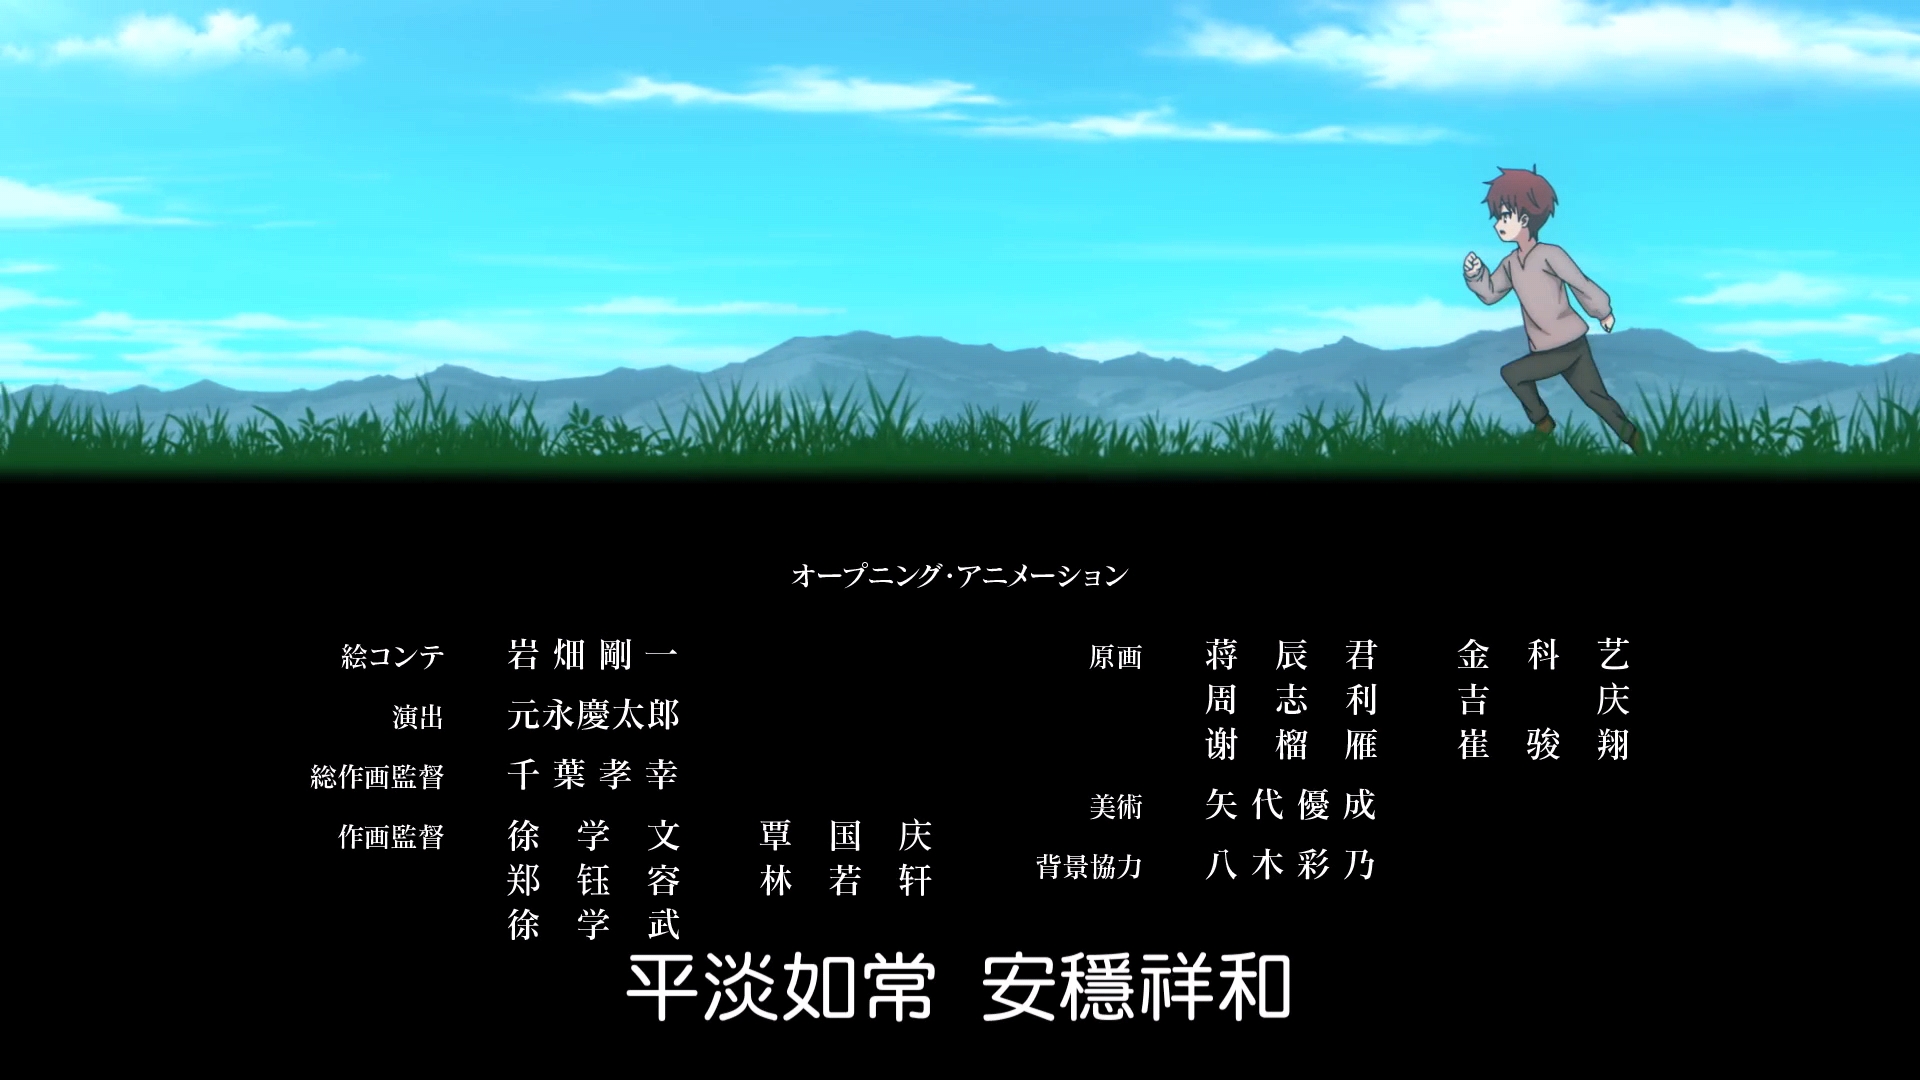 オープニング・アニメーション
絵コンテ 岩畑剛一
演出 元永慶太郎
総作画監督 千葉孝幸
作画監督 徐学文 覃国庆
郑钰容 林若轩
徐学武
原画 蒋辰君 金科艺
周志利 吉庆
谢榴雁 崔骏翔
美術 矢代優成
背景協力 八木彩乃
平淡如常 安穩祥和